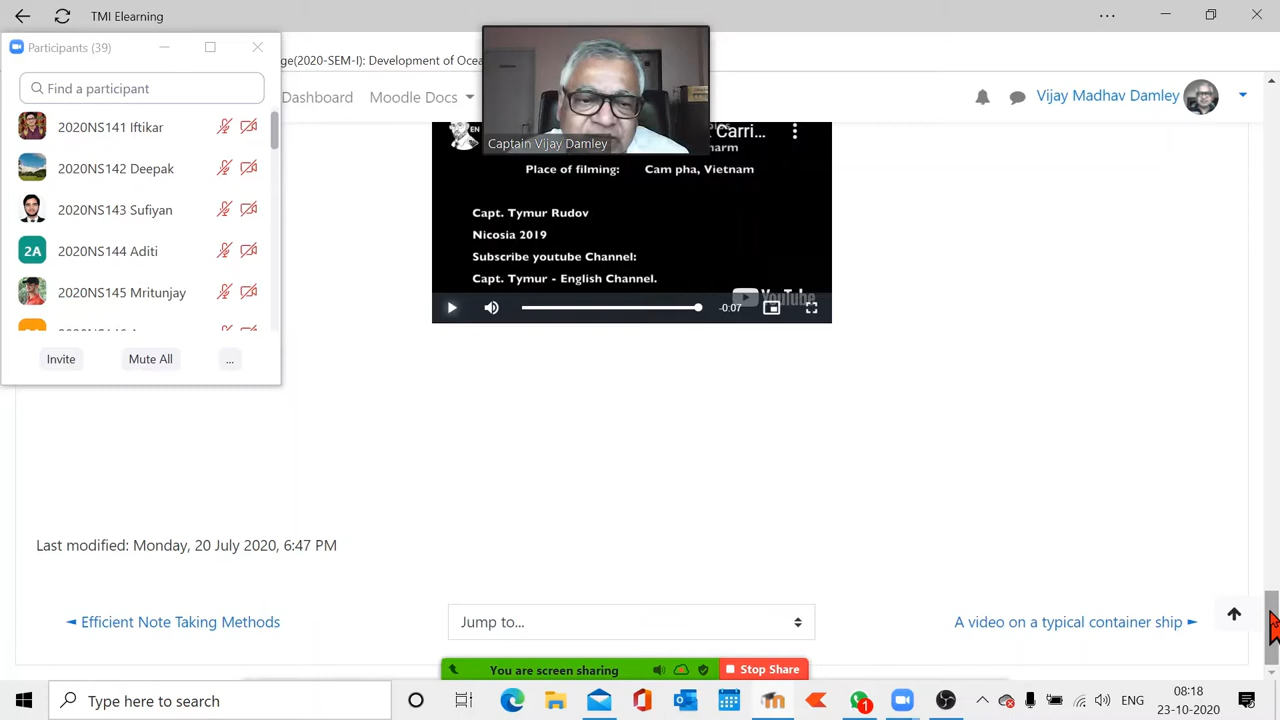 TMI Elearning
Participants (39)
Find a participant
2020NS141 Iftikar
2020NS142 Deepak
2020NS143 Sufiyan
2A
2020NS144 Aditi
2020NS145 Mritunjay
Invite
Mute All
...
ge(2020-SEM-I): Development of Ocea
Dashboard
Moodle Docs
Vijay Madhav Damley
Captain Vijay Damley
EN
Carri...
Place of filming: Cam pha, Vietnam
Capt. Tymur Rudov
Nicosia 2019
Subscribe youtube Channel:
Capt. Tymur - English Channel.
YouTube
-0:07
Last modified: Monday, 20 July 2020, 6:47 PM
◄ Efficient Note Taking Methods
Jump to...
A video on a typical container ship ►
You are screen sharing
Stop Share
Type here to search
1
ENG
08:18
23-10-2020